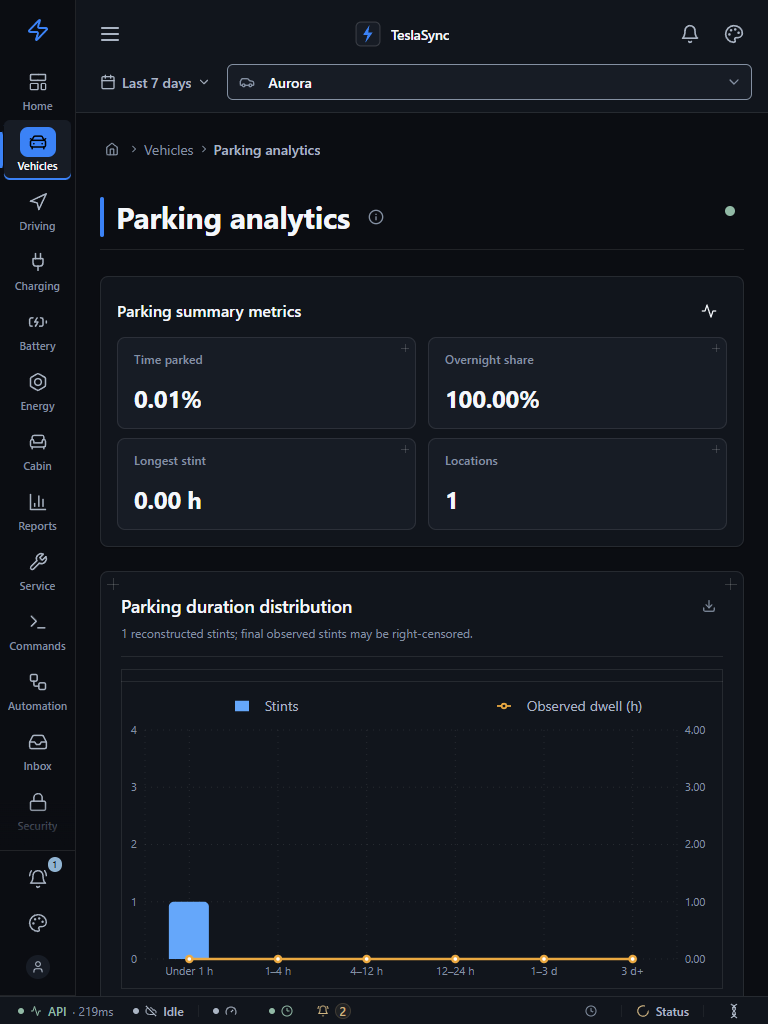 TeslaSync
Last 7 days
Aurora
Home
Vehicles
Driving
Charging
Battery
Energy
Cabin
Reports
Service
Commands
Automation
Inbox
Security
1
Vehicles
Parking analytics
Parking analytics
Parking summary metrics
Time parked
0.01%
Overnight share
100.00%
Longest stint
0.00 h
Locations
1
Parking duration distribution
1 reconstructed stints; final observed stints may be right-censored.
Stints
Observed dwell (h)
4
4.00
3
3.00
2
2.00
1
1.00
0
0.00
Under 1 h
1–4 h
4–12 h
12–24 h
1–3 d
3 d+
API · 219ms
Idle
2
Status